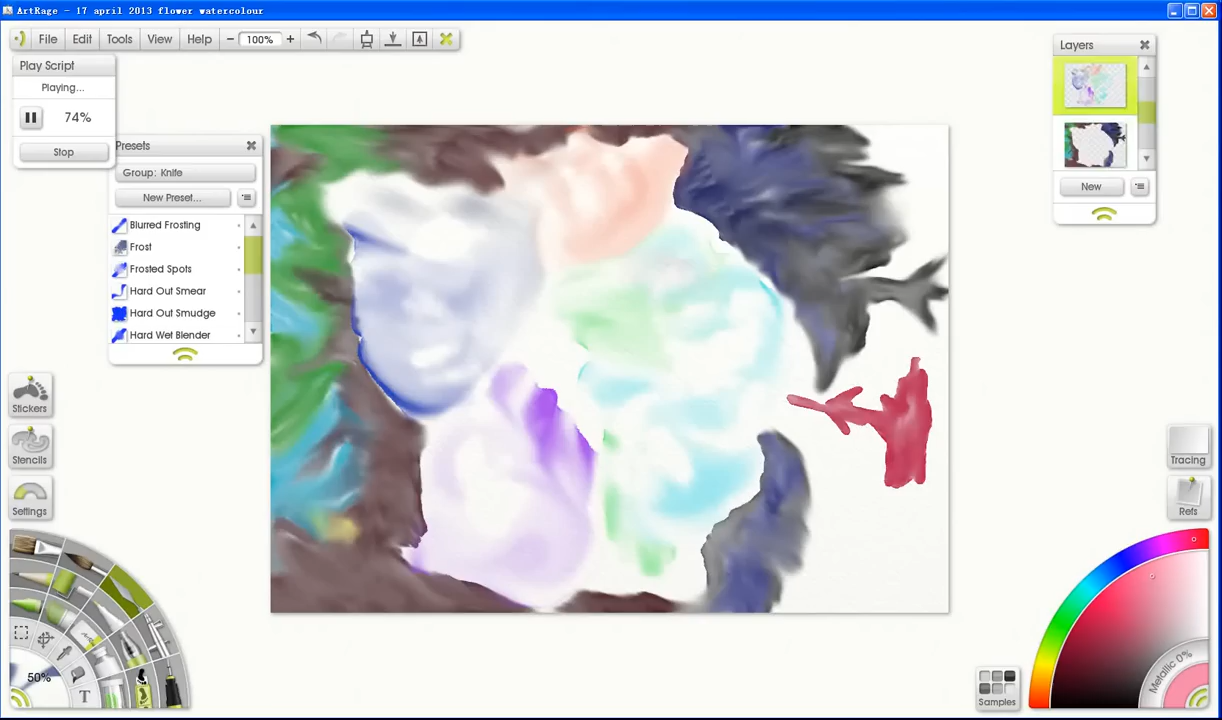 ArtRage - 17 april 2013 flower watercolour
File Edit Tools View Help - 100% +
Play Script
Playing...
74%
Stop
Presets
Group: Knife
New Preset...
Blurred Frosting
Frost
Frosted Spots
Hard Out Smear
Hard Out Smudge
Hard Wet Blender
Layers
New
Stickers
Stencils
Settings
50%
T
Tracing
Refs
Metallic 0%
Samples